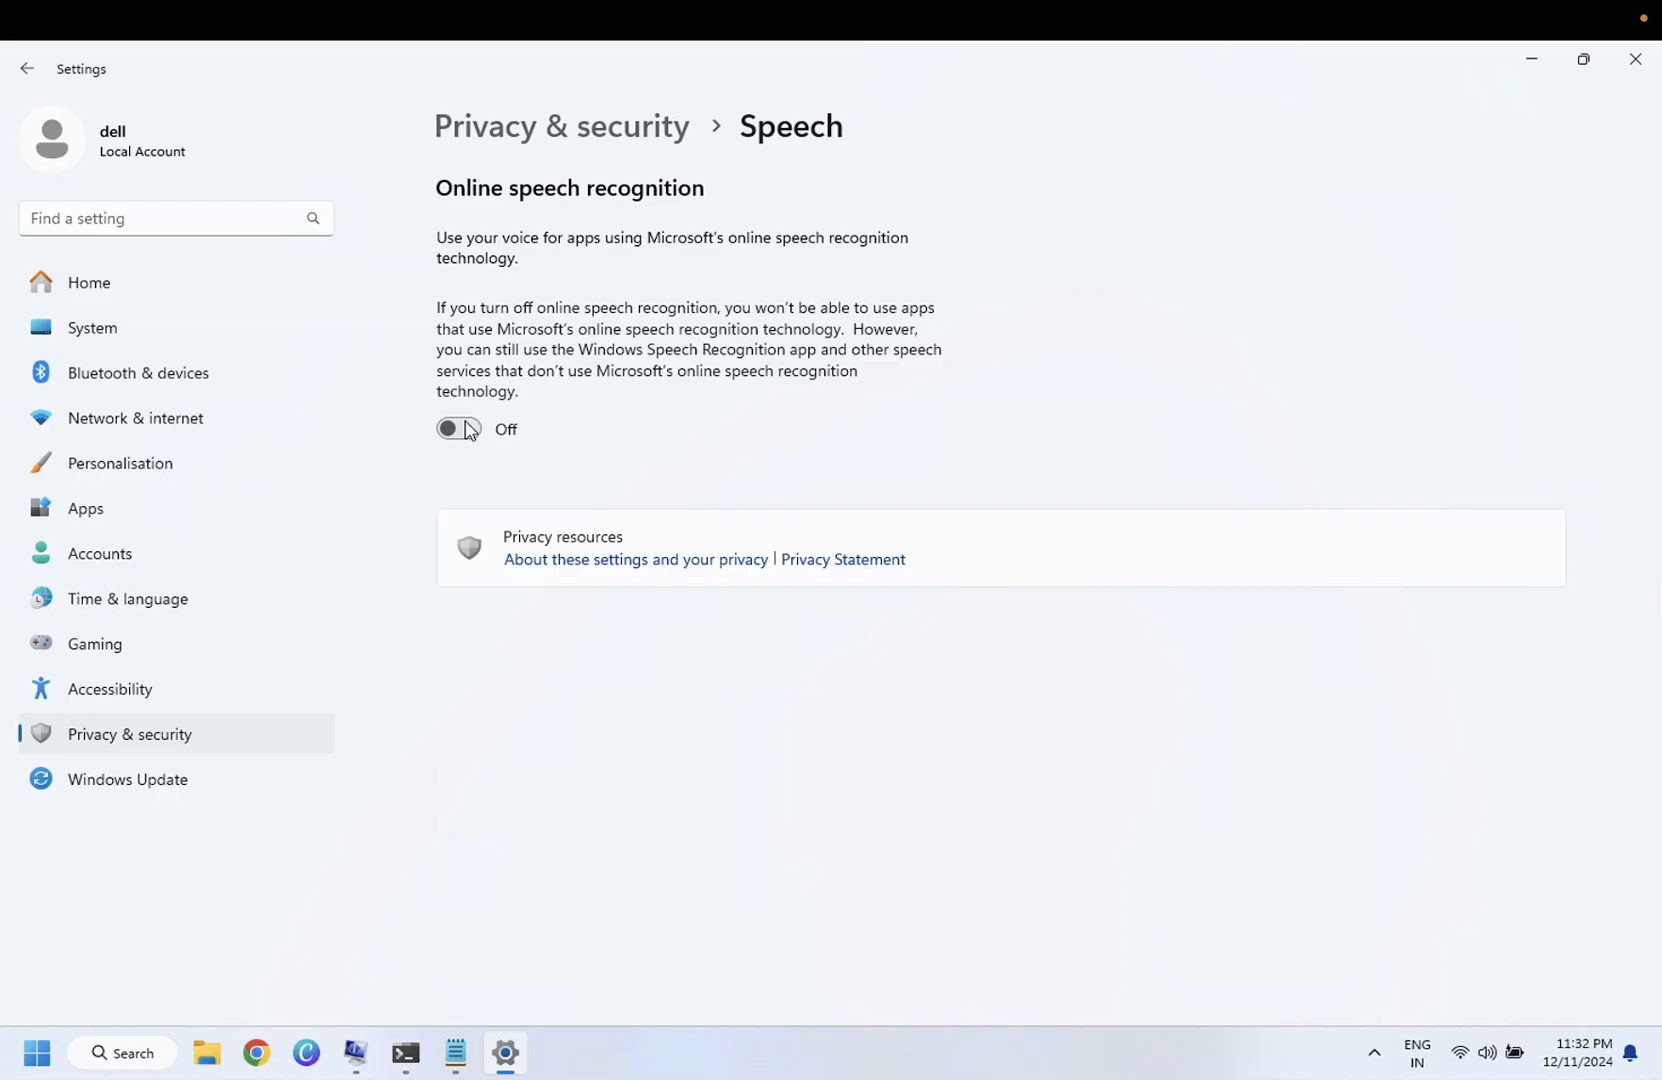 Settings
dell
Local Account
Find a setting
Home
System
Bluetooth & devices
Network & internet
Personalisation
Apps
Accounts
Time & language
Gaming
Accessibility
Privacy & security
Windows Update
Privacy & security > Speech
Online speech recognition
Use your voice for apps using Microsoft's online speech recognition
technology.
If you turn off online speech recognition, you won't be able to use apps
that use Microsoft's online speech recognition technology. However,
you can still use the Windows Speech Recognition app and other speech
services that don't use Microsoft's online speech recognition
technology.
Off
Privacy resources
About these settings and your privacy | Privacy Statement
Search
ENG
IN
11:32 PM
12/11/2024